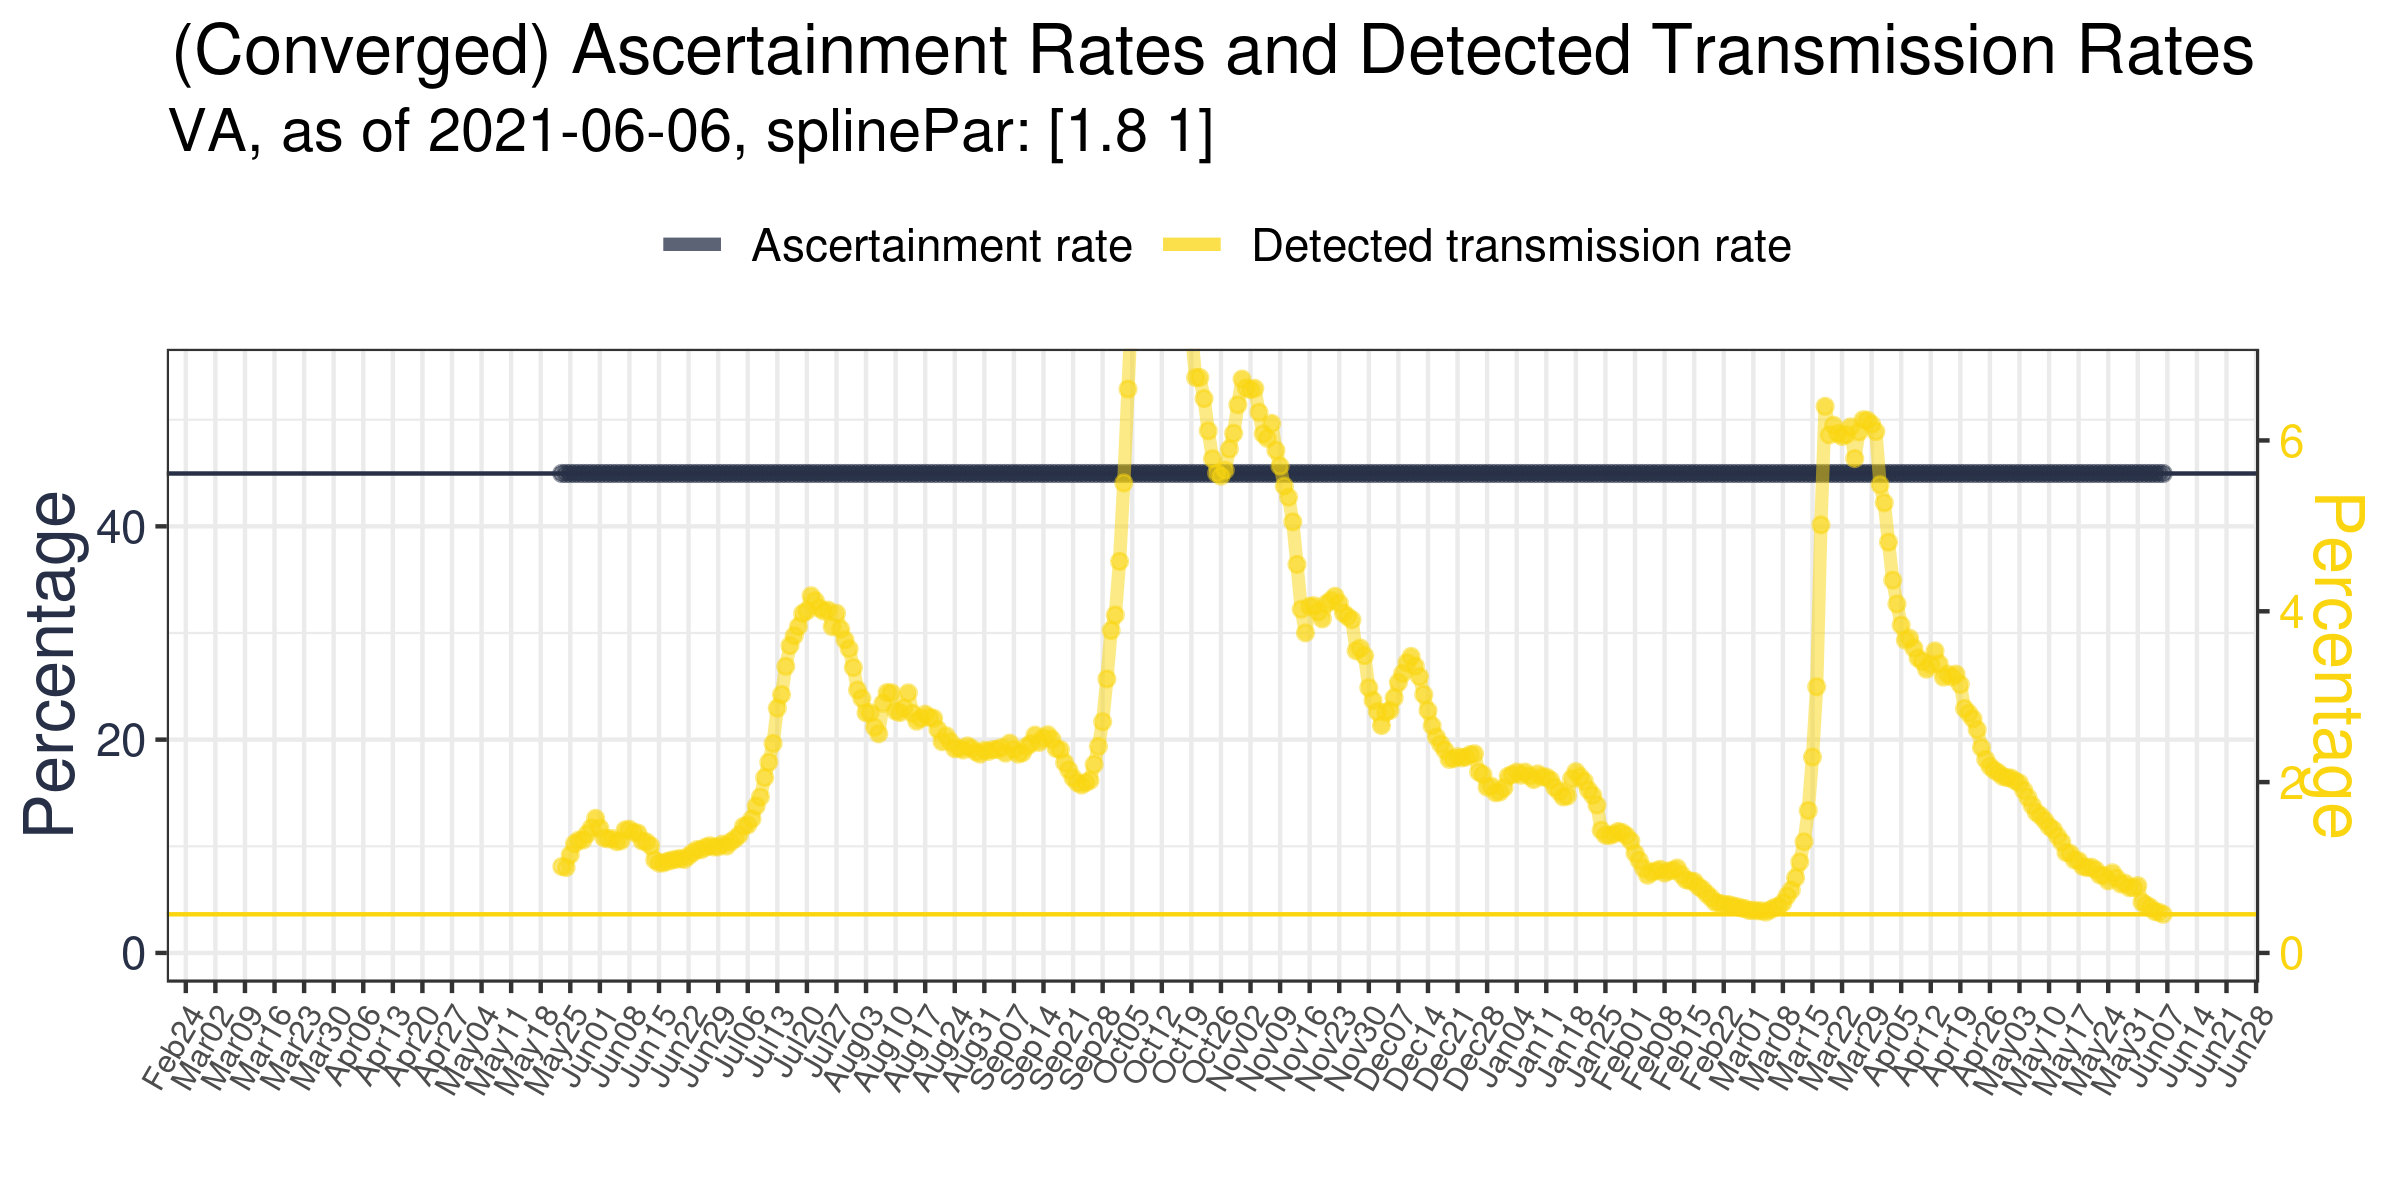 (Converged) Ascertainment Rates and Detected Transmission Rates
VA, as of 2021-06-06, splinePar: [1.8 1]
Ascertainment rate Detected transmission rate
Percentage
40
20
0
6
4
2
0
Percentage
Feb24 Mar02 Mar09 Mar16 Mar23 Mar30 Apr06 Apr13 Apr20 Apr27 May04 May11 May18 May25 Jun01 Jun08 Jun15 Jun22 Jun29 Jul06 Jul13 Jul20 Jul27 Aug03 Aug10 Aug17 Aug24 Aug31 Sep07 Sep14 Sep21 Sep28 Oct05 Oct12 Oct19 Oct26 Nov02 Nov09 Nov16 Nov23 Nov30 Dec07 Dec14 Dec21 Dec28 Jan04 Jan11 Jan18 Jan25 Feb01 Feb08 Feb15 Feb22 Mar01 Mar08 Mar15 Mar22 Mar29 Apr05 Apr12 Apr19 Apr26 May03 May10 May17 May24 May31 Jun07 Jun14 Jun21 Jun28